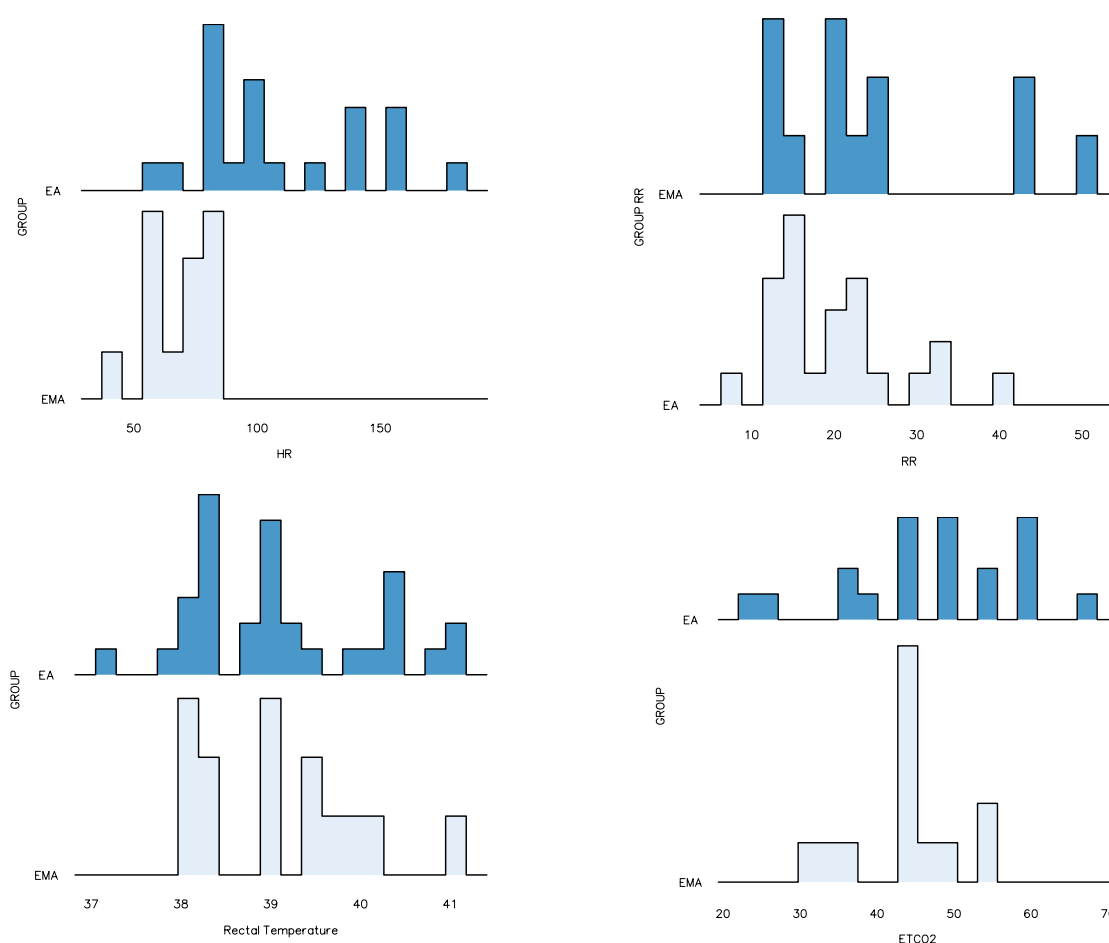 EA
GROUP
EMA
50 100 150
HR
EMA
GROUP RR
EA
10 20 30 40 50
RR
EA
GROUP
EMA
37 38 39 40 41
Rectal Temperature
EA
GROUP
EMA
20 30 40 50 60
ETCO2